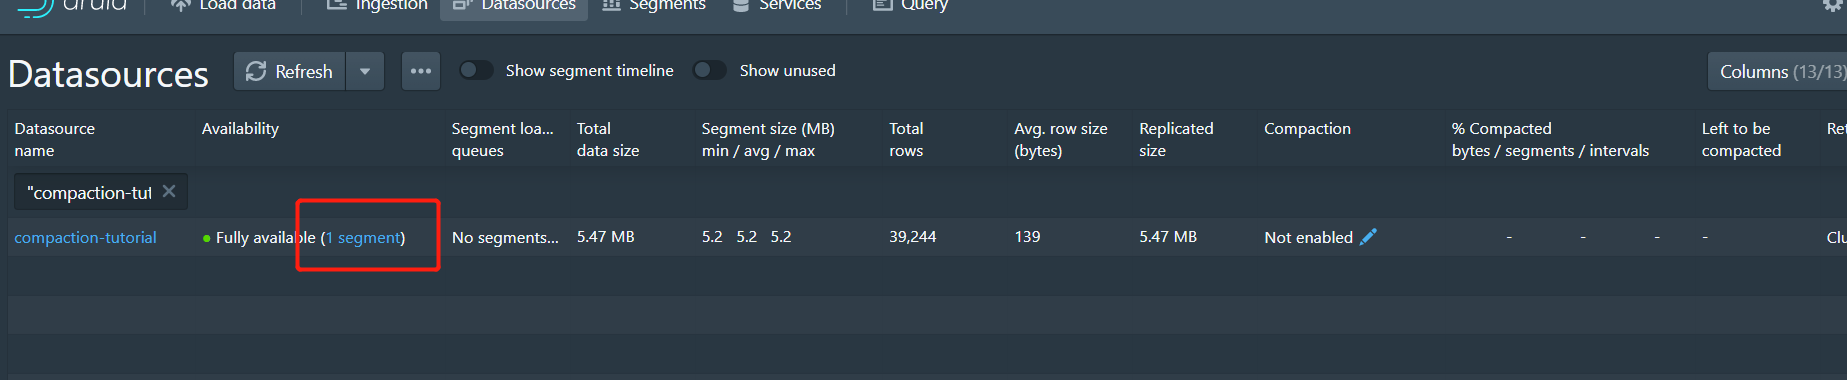 druid Load data Ingestion Datasources Segments Services Query
Datasources Refresh Show segment timeline Show unused Columns (13/13)
Datasource name Availability Segment loa... queues Total data size Segment size (MB) min / avg / max Total rows Avg. row size (bytes) Replicated size Compaction % Compacted bytes / segments / intervals Left to be compacted
"compaction-tut
compaction-tutorial Fully available (1 segment) No segments... 5.47 MB 5.2 5.2 5.2 39,244 139 5.47 MB Not enabled - - - -